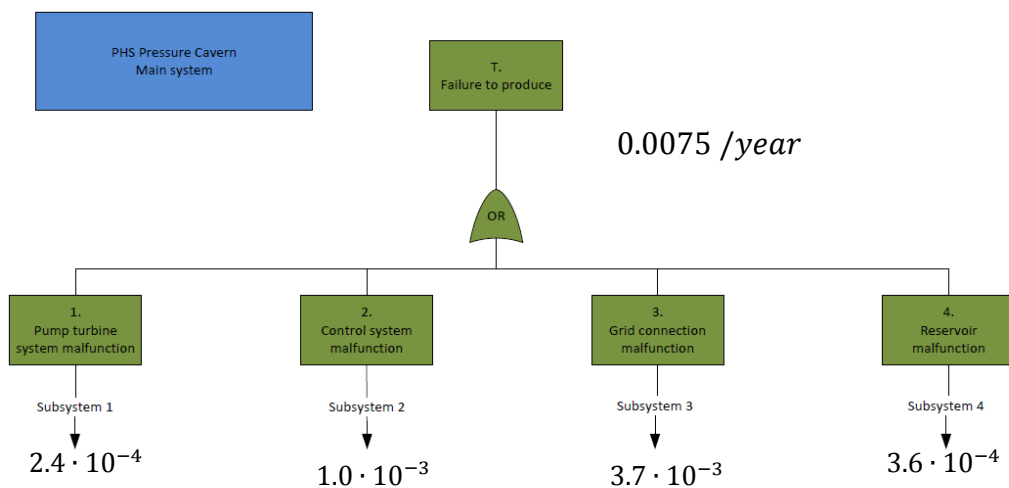 PHS Pressure Cavern
Main system
T.
Failure to produce
0.0075 /year
OR
1.
Pump turbine
system malfunction
2.
Control system
malfunction
3.
Grid connection
malfunction
4.
Reservoir
malfunction
Subsystem 1
Subsystem 2
Subsystem 3
Subsystem 4
2.4 · 10⁻⁴
1.0 · 10⁻³
3.7 · 10⁻³
3.6 · 10⁻⁴